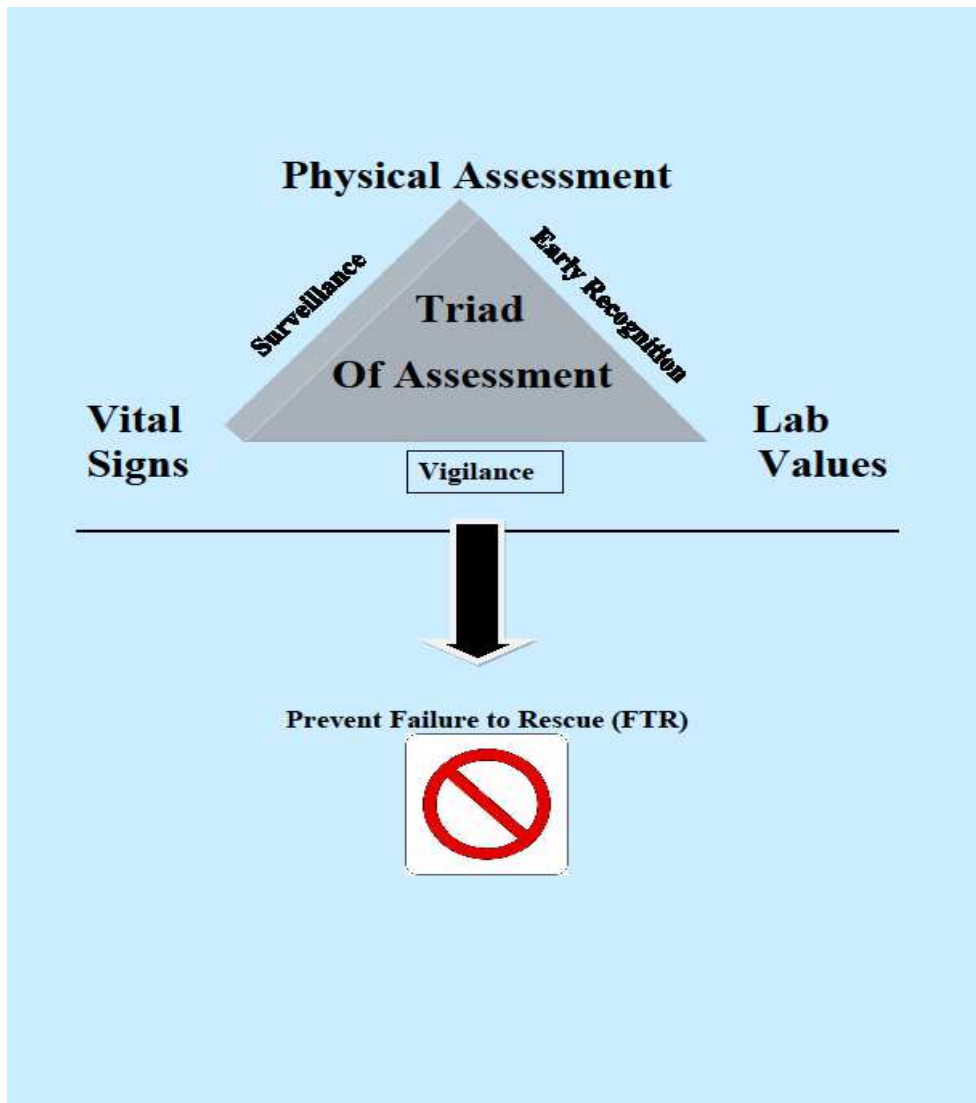 Physical Assessment
Surveillance
Early Recognition
Triad
Of Assessment
Vital
Signs
Lab
Values
Vigilance
Prevent Failure to Rescue (FTR)